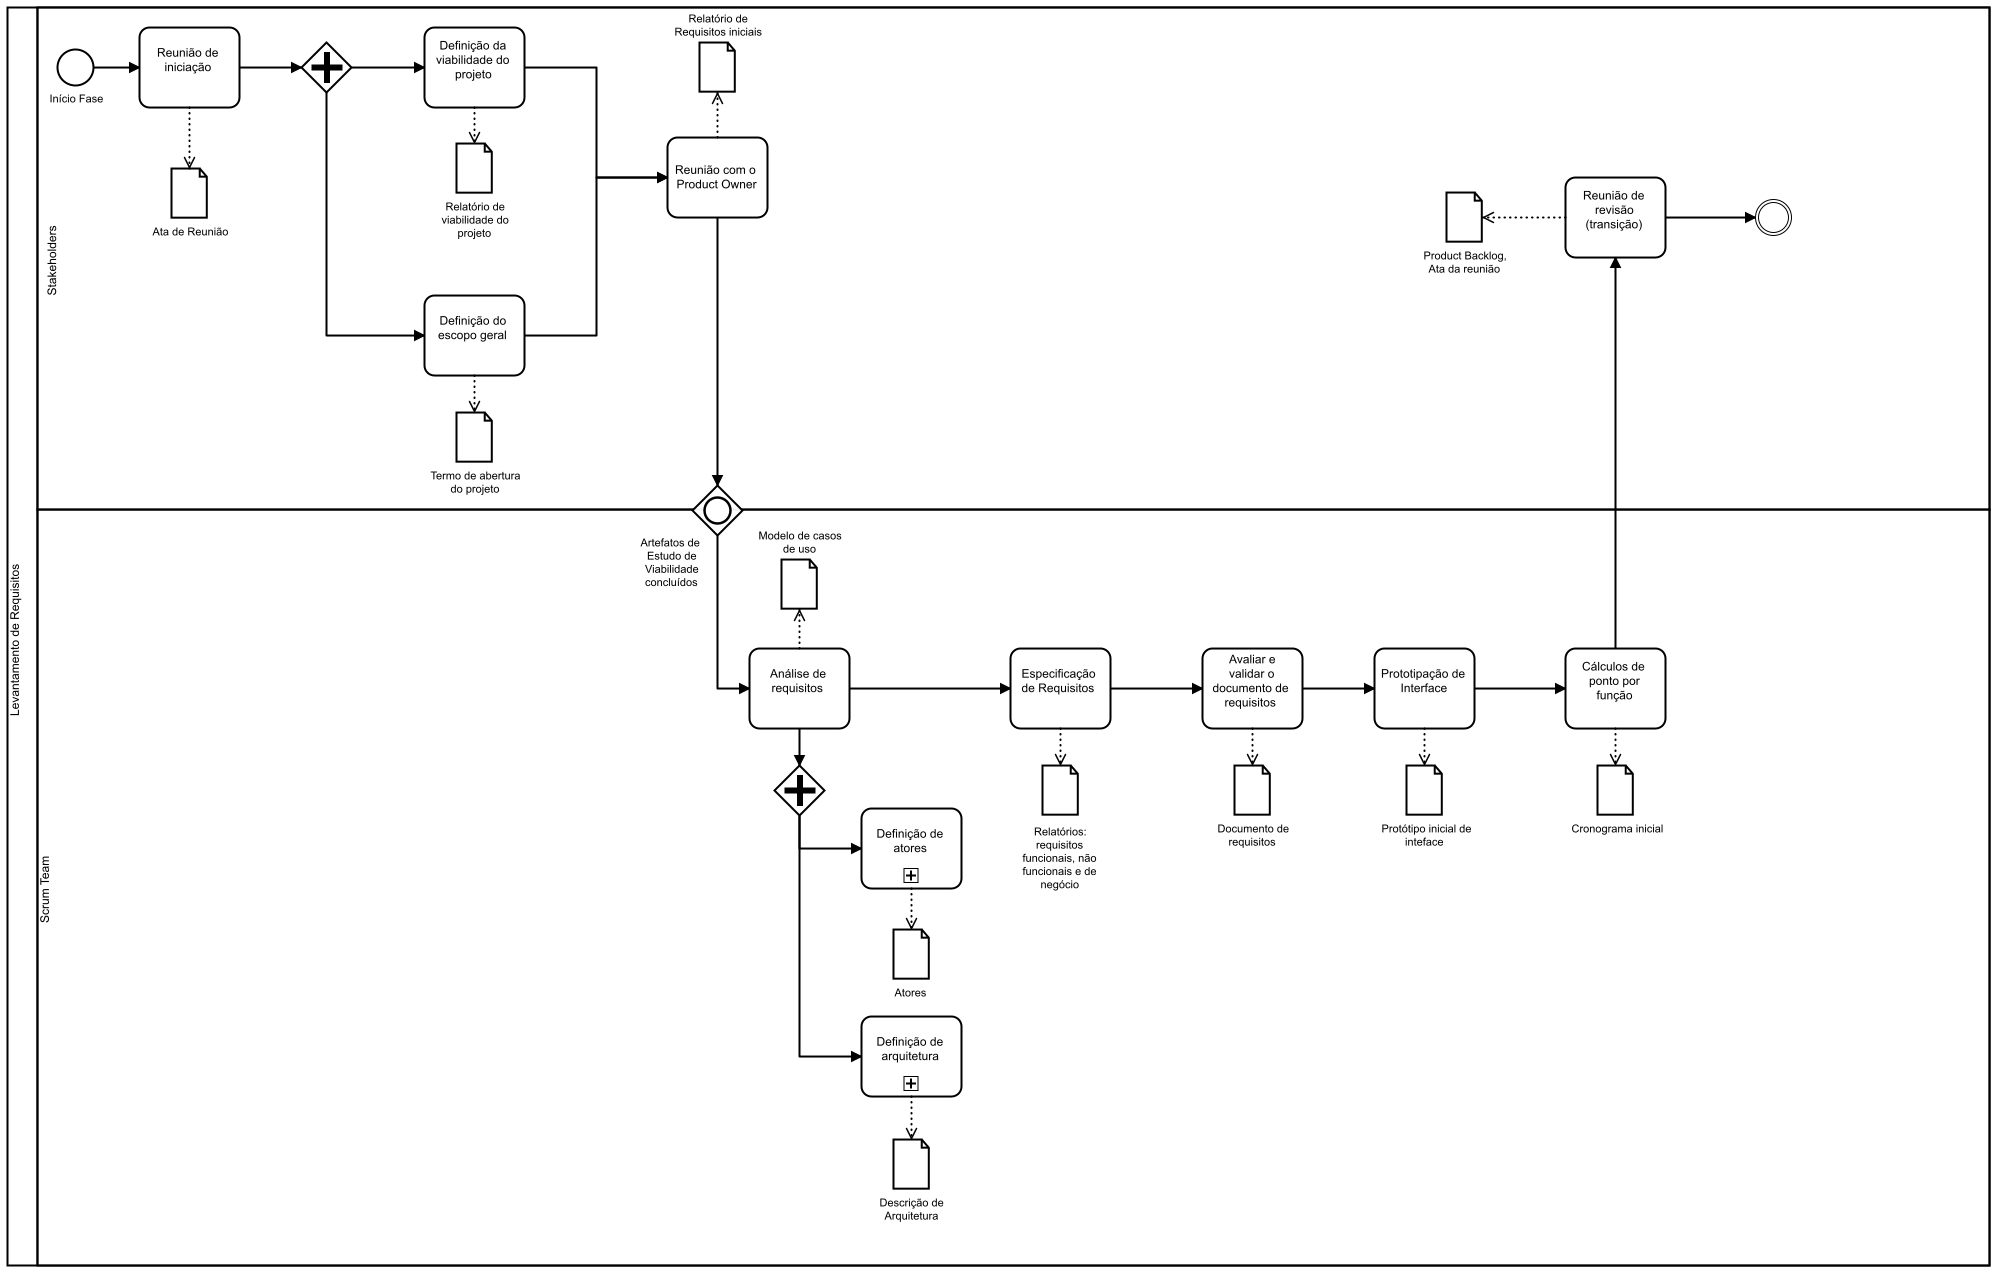 Levantamento de Requisitos
Stakeholders
Início Fase
Reunião de
iniciação
Ata de Reunião
Definição da
viabilidade do
projeto
Relatório de
viabilidade do
projeto
Definição do
escopo geral
Termo de abertura
do projeto
Relatório de
Requisitos iniciais
Reunião com o
Product Owner
Product Backlog,
Ata da reunião
Reunião de
revisão
(transição)
Scrum Team
Artefatos de
Estudo de
Viabilidade
concluídos
Modelo de casos
de uso
Análise de
requisitos
Especificação
de Requisitos
Relatórios:
requisitos
funcionais, não
funcionais e de
negócio
Avaliar e
validar o
documento de
requisitos
Documento de
requisitos
Prototipação de
Interface
Protótipo inicial de
inteface
Cálculos de
ponto por
função
Cronograma inicial
Definição de
atores
Atores
Definição de
arquitetura
Descrição de
Arquitetura